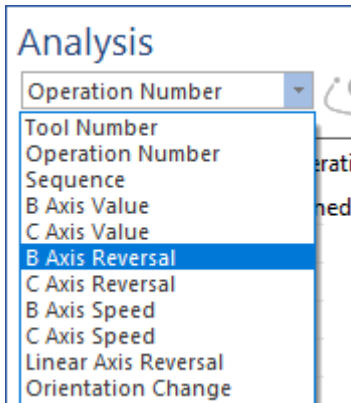 Analysis
Operation Number
Tool Number
Operation Number
Sequence
B Axis Value
C Axis Value
B Axis Reversal
C Axis Reversal
B Axis Speed
C Axis Speed
Linear Axis Reversal
Orientation Change